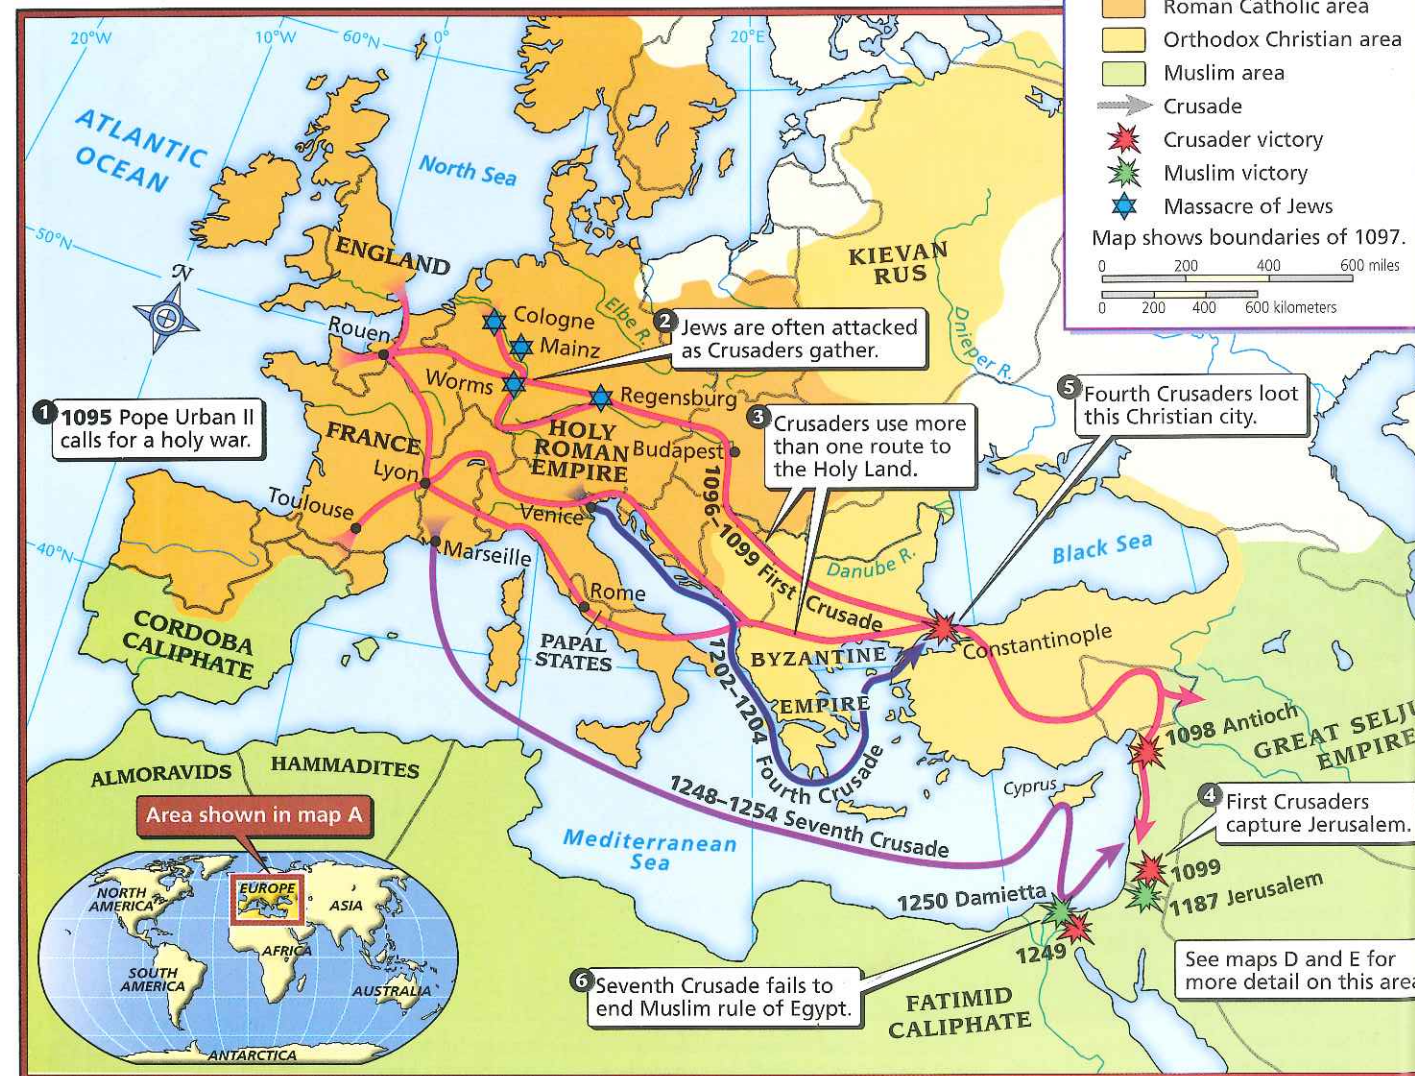 Roman Catholic area
Orthodox Christian area
Muslim area
Crusade
Crusader victory
Muslim victory
Massacre of Jews
Map shows boundaries of 1097.
0 200 400 600 miles
0 200 400 600 kilometers
20°W
10°W
60°N
0°
20°E
ATLANTIC
OCEAN
North Sea
50°N
N
ENGLAND
KIEVAN
RUS
Elbe R.
Dnieper R.
Rouen
Cologne
Mainz
Worms
Regensburg
2 Jews are often attacked
as Crusaders gather.
1 1095 Pope Urban II
calls for a holy war.
FRANCE
HOLY
ROMAN
EMPIRE
Budapest
3 Crusaders use more
than one route to
the Holy Land.
5 Fourth Crusaders loot
this Christian city.
Lyon
Toulouse
Venice
Marseille
40°N
1096–1099 First Crusade
Danube R.
Black Sea
Rome
PAPAL
STATES
CORDOBA
CALIPHATE
BYZANTINE
EMPIRE
Constantinople
1202–1204 Fourth Crusade
1098 Antioch
GREAT SELJU
EMPIRE
ALMORAVIDS
HAMMADITES
Cyprus
1248–1254 Seventh Crusade
Mediterranean
Sea
4 First Crusaders
capture Jerusalem.
1099
1187 Jerusalem
1250 Damietta
1249
See maps D and E for
more detail on this area
6 Seventh Crusade fails to
end Muslim rule of Egypt.
FATIMID
CALIPHATE
Area shown in map A
NORTH
AMERICA
EUROPE
ASIA
AFRICA
SOUTH
AMERICA
AUSTRALIA
ANTARCTICA